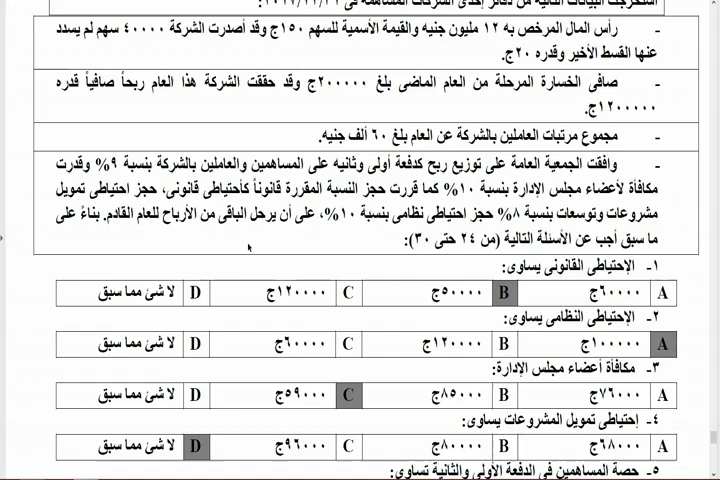 استخرجت البيانات التالية من دفاتر إحدى الشركات المساهمة في ٢٠١٧/١٢/٣١:
- رأس المال المرخص به ١٢ مليون جنيه والقيمة الأسمية للسهم ١٥٠ج وقد أصدرت الشركة ٤٠٠٠٠ سهم لم يسدد
عنها القسط الأخير وقدره ٢٠ج.
- صافى الخسارة المرحلة من العام الماضى بلغ ٢٠٠٠٠٠ج وقد حققت الشركة هذا العام ربحاً صافياً قدره
١٢٠٠٠٠٠ج.
- مجموع مرتبات العاملين بالشركة عن العام بلغ ٦٠ ألف جنيه.
- وافقت الجمعية العامة على توزيع ربح كدفعة أولى وثانيه على المساهمين والعاملين بالشركة بنسبة ٩% وقدرت
مكافأة لأعضاء مجلس الإدارة بنسبة ١٠% كما قررت حجز النسبة المقررة قانوناً كأحتياطى قانونى، حجز احتياطى تمويل
مشروعات وتوسعات بنسبة ٨% حجز احتياطى نظامى بنسبة ١٠%، على أن يرحل الباقى من الأرباح للعام القادم. بناءً على
ما سبق أجب عن الأسئلة التالية (من ٢٤ حتى ٣٠):
١- الإحتياطى القانونى يساوى:
A ٦٠٠٠٠ج B ٥٠٠٠٠ج C ١٢٠٠٠٠ج D لا شئ مما سبق
٢- الإحتياطى النظامى يساوى:
A ١٠٠٠٠٠ج B ١٢٠٠٠٠ج C ٦٠٠٠٠ج D لا شئ مما سبق
٣- مكافأة أعضاء مجلس الإدارة:
A ٧٦٠٠٠ج B ٨٥٠٠٠ج C ٥٩٠٠٠ج D لا شئ مما سبق
٤- إحتياطى تمويل المشروعات يساوى:
A ٦٨٠٠٠ج B ٨٠٠٠٠ج C ٩٦٠٠٠ج D لا شئ مما سبق
٥- حصة المساهمين فى الدفعة الأولى والثانية تساوى: